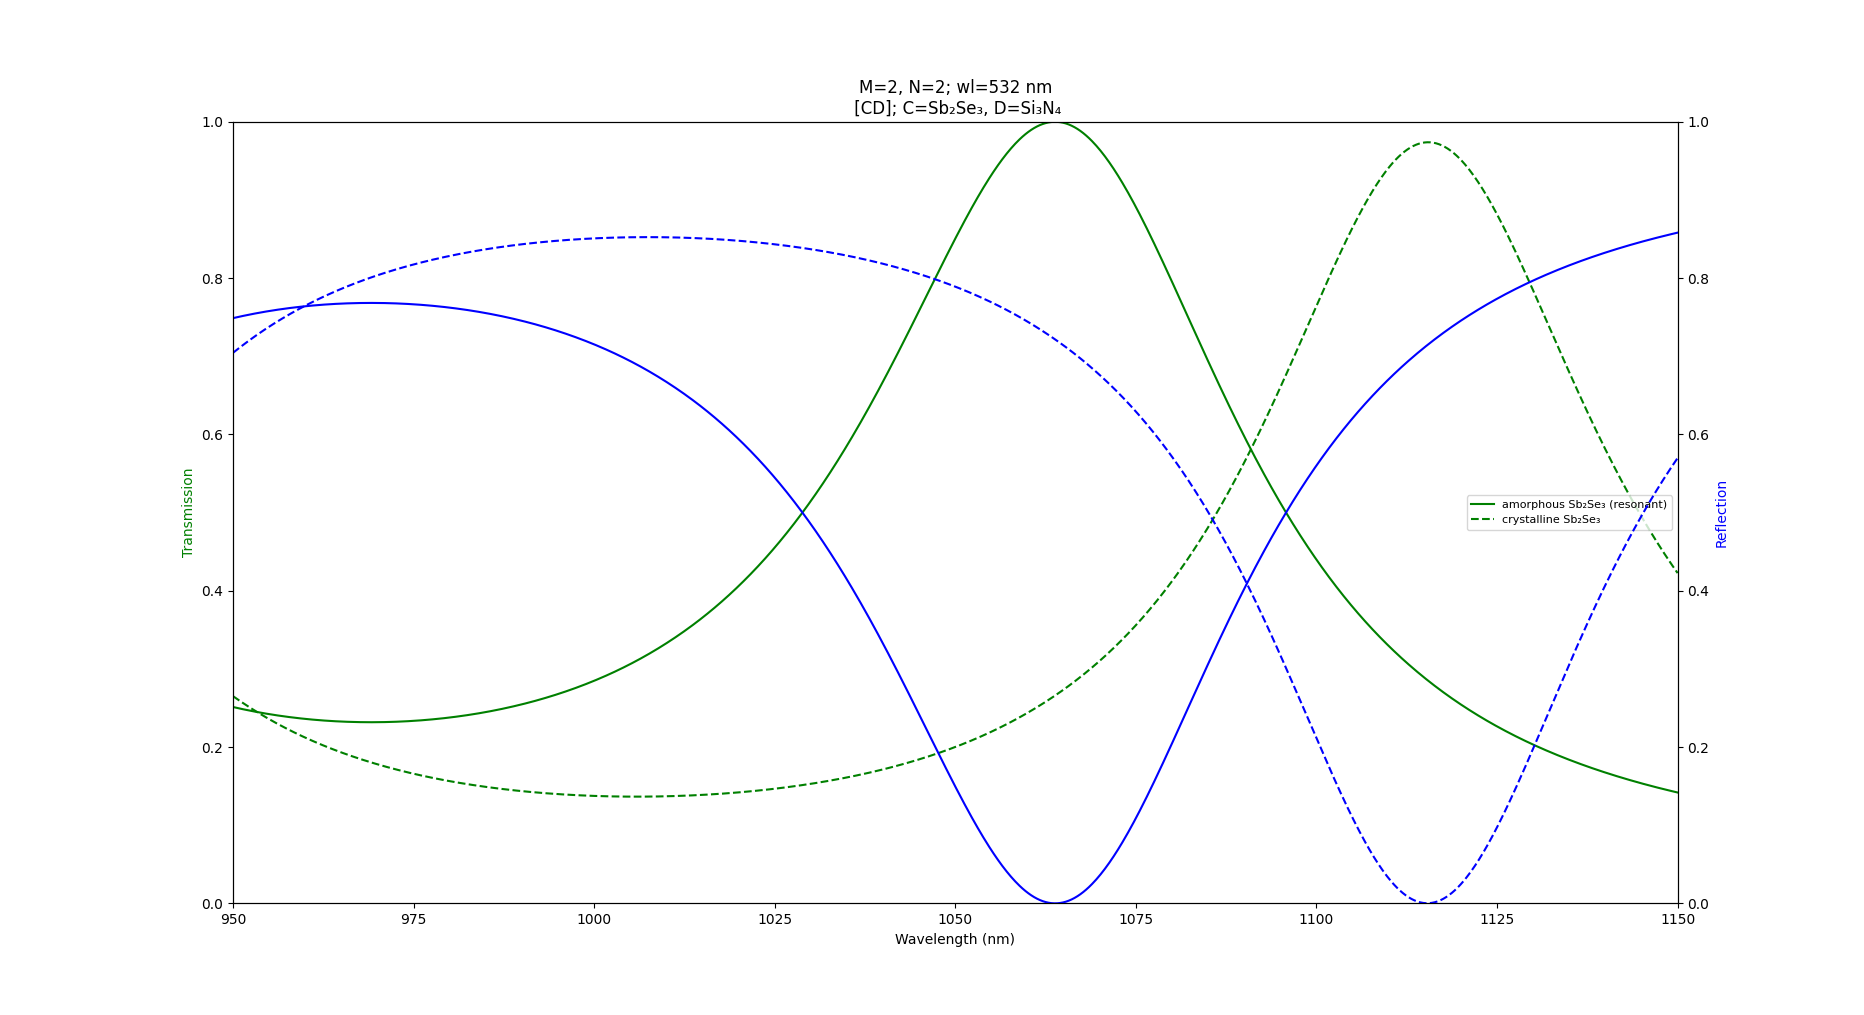 M=2, N=2; wl=532 nm
[CD]; C=Sb₂Se₃, D=Si₃N₄
1.0
0.8
0.6
0.4
0.2
0.0
Transmission
amorphous Sb₂Se₃ (resonant)
crystalline Sb₂Se₃
1.0
0.8
0.6
0.4
0.2
0.0
Reflection
950 975 1000 1025 1050 1075 1100 1125 1150
Wavelength (nm)